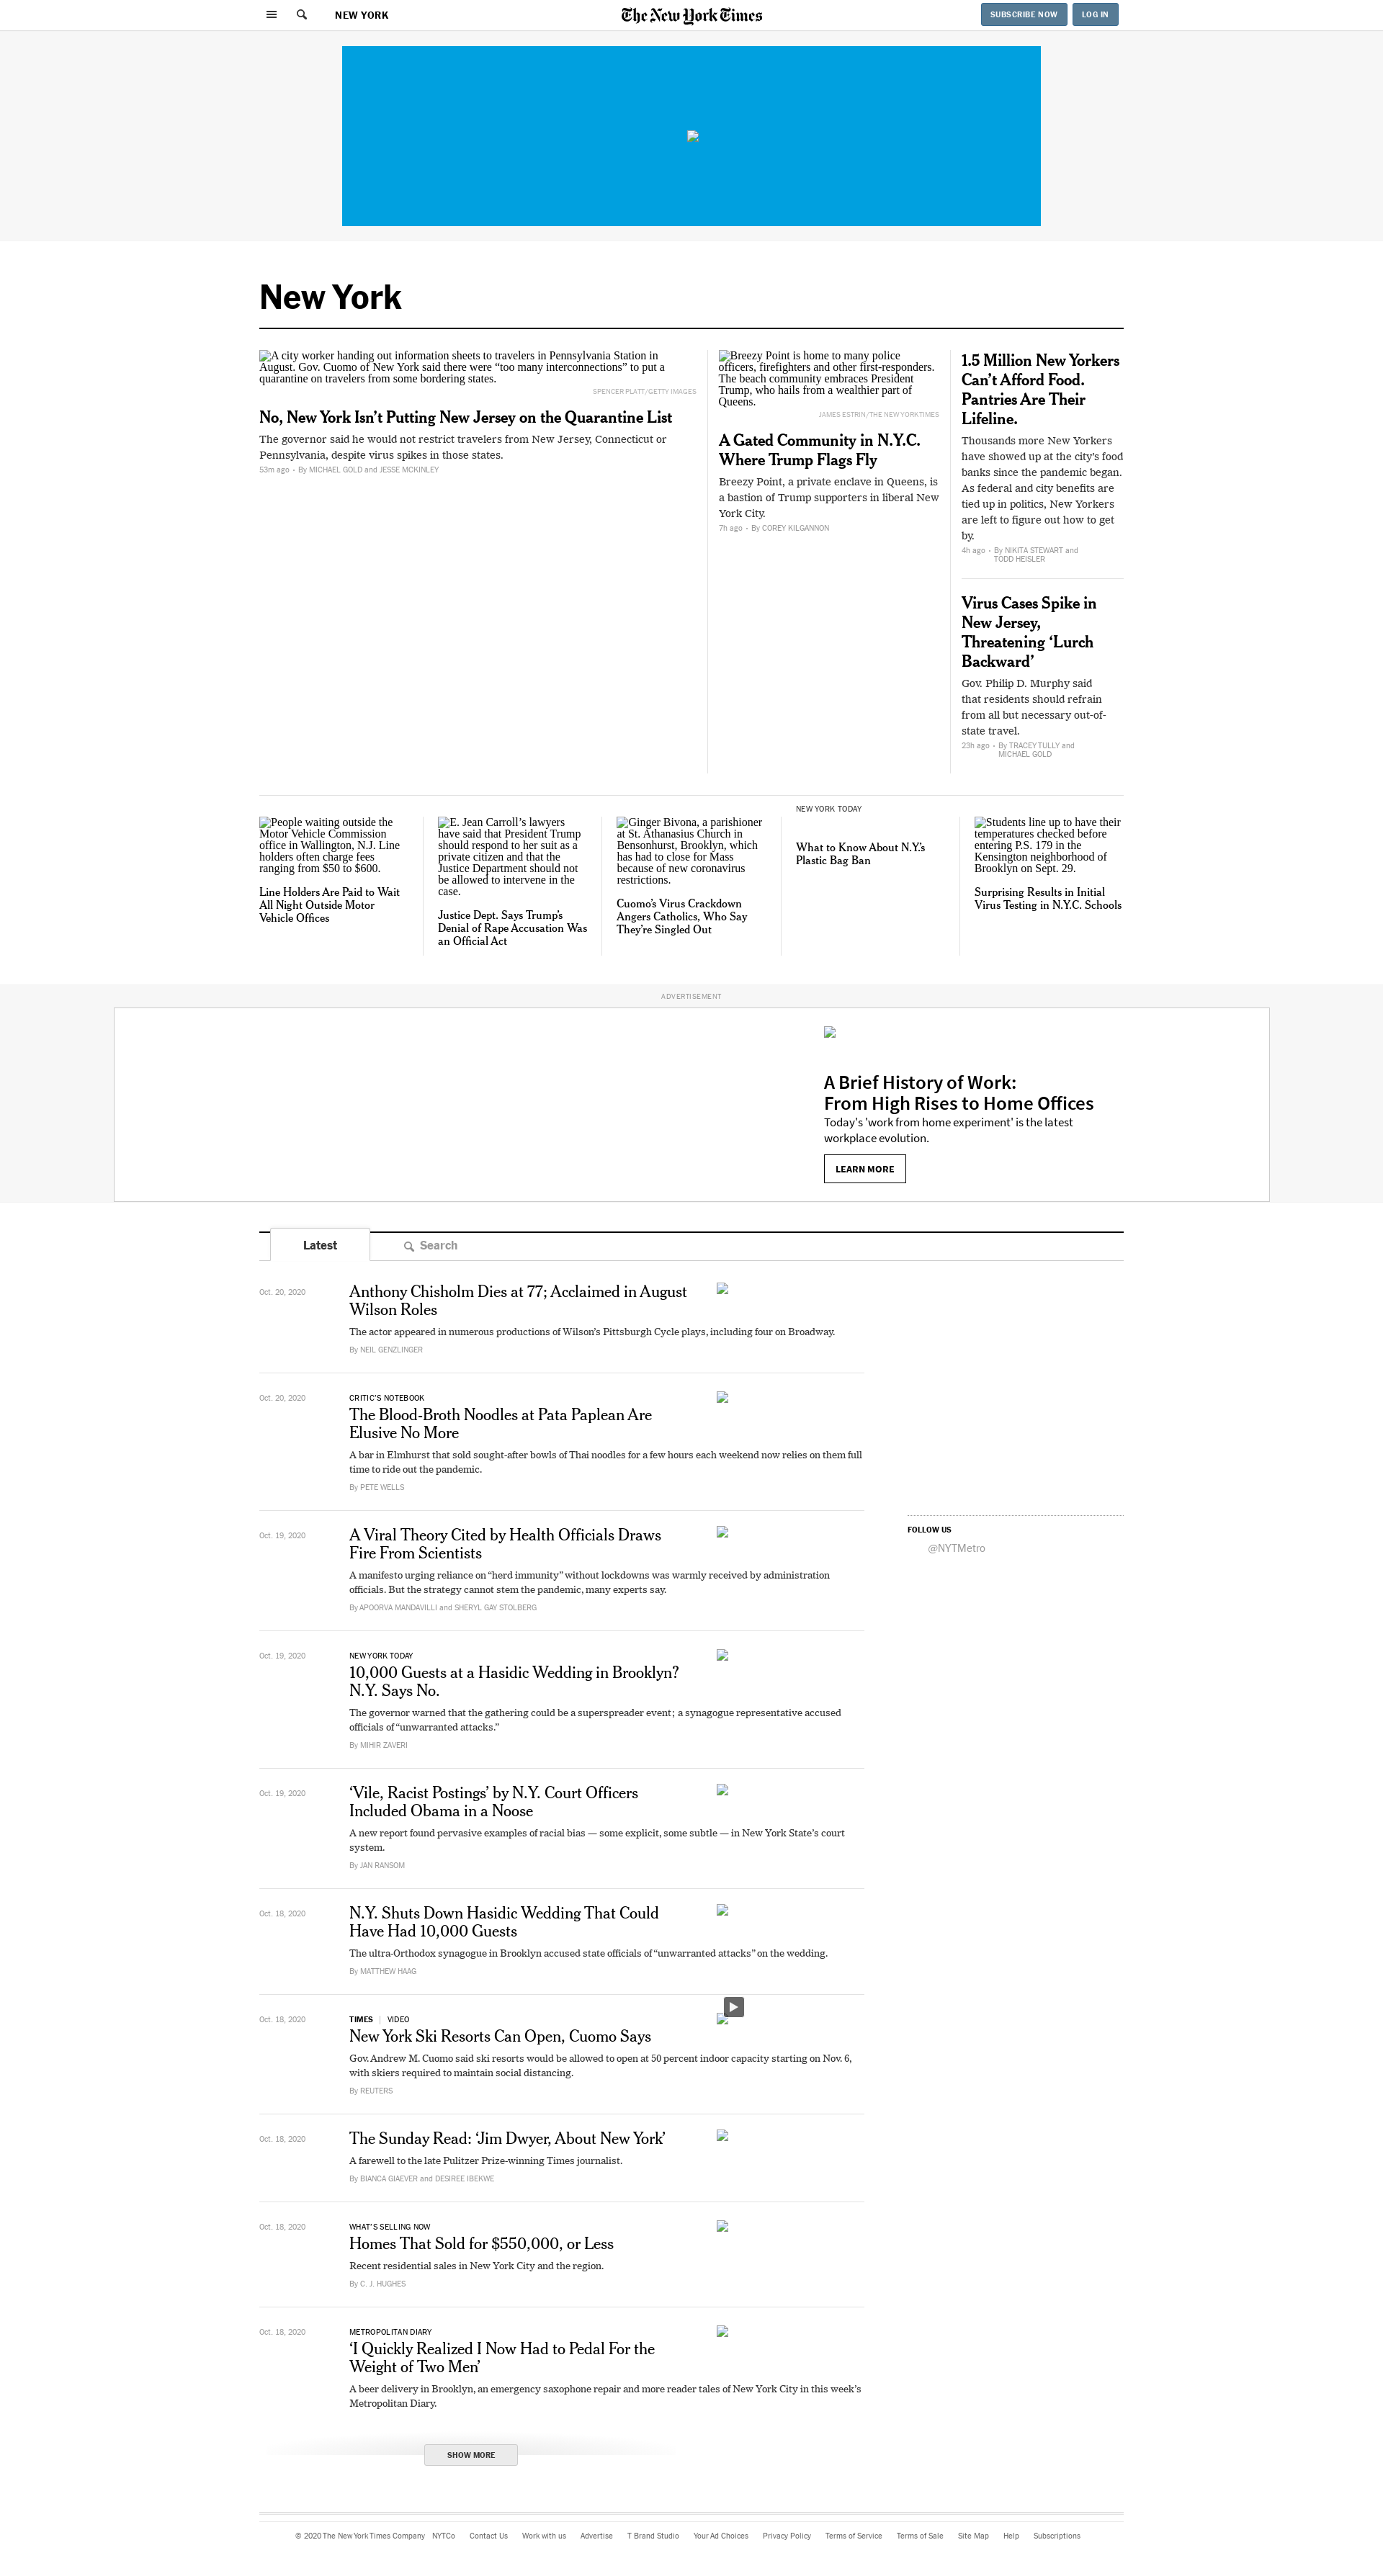 NEW YORK
The New York Times
SUBSCRIBE NOW
LOG IN
New York
A city worker handing out information sheets to travelers in Pennsylvania Station in
August. Gov. Cuomo of New York said there were “too many interconnections” to put a
quarantine on travelers from some bordering states.
SPENCER PLATT/GETTY IMAGES
No, New York Isn’t Putting New Jersey on the Quarantine List
The governor said he would not restrict travelers from New Jersey, Connecticut or
Pennsylvania, despite virus spikes in those states.
53m ago • By MICHAEL GOLD and JESSE MCKINLEY
Breezy Point is home to many police
officers, firefighters and other first-responders.
The beach community embraces President
Trump, who hails from a wealthier part of
Queens.
JAMES ESTRIN/THE NEW YORK TIMES
A Gated Community in N.Y.C.
Where Trump Flags Fly
Breezy Point, a private enclave in Queens, is
a bastion of Trump supporters in liberal New
York City.
7h ago • By COREY KILGANNON
1.5 Million New Yorkers
Can’t Afford Food.
Pantries Are Their
Lifeline.
Thousands more New Yorkers
have showed up at the city’s food
banks since the pandemic began.
As federal and city benefits are
tied up in politics, New Yorkers
are left to figure out how to get
by.
4h ago • By NIKITA STEWART and
TODD HEISLER
Virus Cases Spike in
New Jersey,
Threatening ‘Lurch
Backward’
Gov. Philip D. Murphy said
that residents should refrain
from all but necessary out-of-
state travel.
23h ago • By TRACEY TULLY and
MICHAEL GOLD
People waiting outside the
Motor Vehicle Commission
office in Wallington, N.J. Line
holders often charge fees
ranging from $50 to $600.
Line Holders Are Paid to Wait
All Night Outside Motor
Vehicle Offices
E. Jean Carroll’s lawyers
have said that President Trump
should respond to her suit as a
private citizen and that the
Justice Department should not
be allowed to intervene in the
case.
Justice Dept. Says Trump’s
Denial of Rape Accusation Was
an Official Act
Ginger Bivona, a parishioner
at St. Athanasius Church in
Bensonhurst, Brooklyn, which
has had to close for Mass
because of new coronavirus
restrictions.
Cuomo’s Virus Crackdown
Angers Catholics, Who Say
They’re Singled Out
NEW YORK TODAY
What to Know About N.Y.’s
Plastic Bag Ban
Students line up to have their
temperatures checked before
entering P.S. 179 in the
Kensington neighborhood of
Brooklyn on Sept. 29.
Surprising Results in Initial
Virus Testing in N.Y.C. Schools
ADVERTISEMENT
A Brief History of Work:
From High Rises to Home Offices
Today's 'work from home experiment' is the latest
workplace evolution.
LEARN MORE
Latest
Search
Oct. 20, 2020
Anthony Chisholm Dies at 77; Acclaimed in August
Wilson Roles
The actor appeared in numerous productions of Wilson’s Pittsburgh Cycle plays, including four on Broadway.
By NEIL GENZLINGER
Oct. 20, 2020
CRITIC’S NOTEBOOK
The Blood-Broth Noodles at Pata Paplean Are
Elusive No More
A bar in Elmhurst that sold sought-after bowls of Thai noodles for a few hours each weekend now relies on them full
time to ride out the pandemic.
By PETE WELLS
FOLLOW US
@NYTMetro
Oct. 19, 2020
A Viral Theory Cited by Health Officials Draws
Fire From Scientists
A manifesto urging reliance on “herd immunity” without lockdowns was warmly received by administration
officials. But the strategy cannot stem the pandemic, many experts say.
By APOORVA MANDAVILLI and SHERYL GAY STOLBERG
Oct. 19, 2020
NEW YORK TODAY
10,000 Guests at a Hasidic Wedding in Brooklyn?
N.Y. Says No.
The governor warned that the gathering could be a superspreader event; a synagogue representative accused
officials of “unwarranted attacks.”
By MIHIR ZAVERI
Oct. 19, 2020
‘Vile, Racist Postings’ by N.Y. Court Officers
Included Obama in a Noose
A new report found pervasive examples of racial bias — some explicit, some subtle — in New York State’s court
system.
By JAN RANSOM
Oct. 18, 2020
N.Y. Shuts Down Hasidic Wedding That Could
Have Had 10,000 Guests
The ultra-Orthodox synagogue in Brooklyn accused state officials of “unwarranted attacks” on the wedding.
By MATTHEW HAAG
Oct. 18, 2020
TIMES | VIDEO
New York Ski Resorts Can Open, Cuomo Says
Gov. Andrew M. Cuomo said ski resorts would be allowed to open at 50 percent indoor capacity starting on Nov. 6,
with skiers required to maintain social distancing.
By REUTERS
Oct. 18, 2020
The Sunday Read: ‘Jim Dwyer, About New York’
A farewell to the late Pulitzer Prize-winning Times journalist.
By BIANCA GIAEVER and DESIREE IBEKWE
Oct. 18, 2020
WHAT’S SELLING NOW
Homes That Sold for $550,000, or Less
Recent residential sales in New York City and the region.
By C. J. HUGHES
Oct. 18, 2020
METROPOLITAN DIARY
‘I Quickly Realized I Now Had to Pedal For the
Weight of Two Men’
A beer delivery in Brooklyn, an emergency saxophone repair and more reader tales of New York City in this week’s
Metropolitan Diary.
SHOW MORE
© 2020 The New York Times Company NYTCo Contact Us Work with us Advertise T Brand Studio Your Ad Choices Privacy Policy Terms of Service Terms of Sale Site Map Help Subscriptions